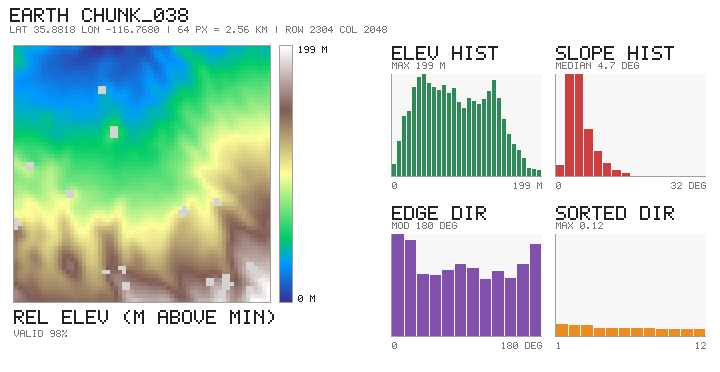 EARTH CHUNK_038
LAT 35.8818 LON -116.7680 | 64 PX = 2.56 KM | ROW 2304 COL 2048
199 M
0 M
REL ELEV (M ABOVE MIN)
VALID 98%
ELEV HIST
MAX 199 M
0 199 M
SLOPE HIST
MEDIAN 4.7 DEG
0 32 DEG
EDGE DIR
MOD 180 DEG
0 180 DEG
SORTED DIR
MAX 0.12
1 12